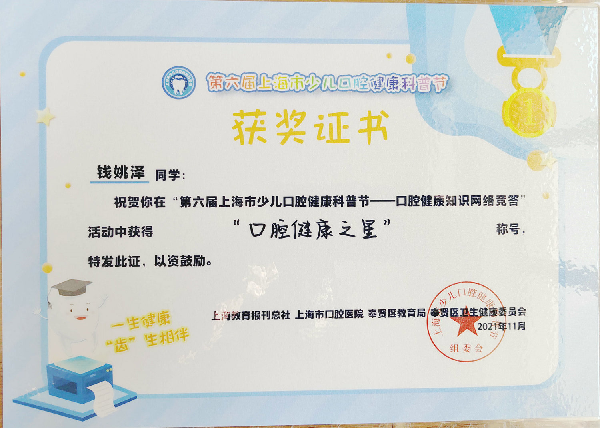 第六届上海市少儿口腔健康科普节
获奖证书
钱姚泽 同学：
祝贺你在“第六届上海市少儿口腔健康科普节——口腔健康知识网络竞答”
活动中获得 “口腔健康之星” 称号，
特发此证，以资鼓励。
一生健康
“齿”生相伴
上海教育报刊总社 上海市口腔医院 奉贤区教育局 奉贤区卫生健康委员会
2021年11月
组委会